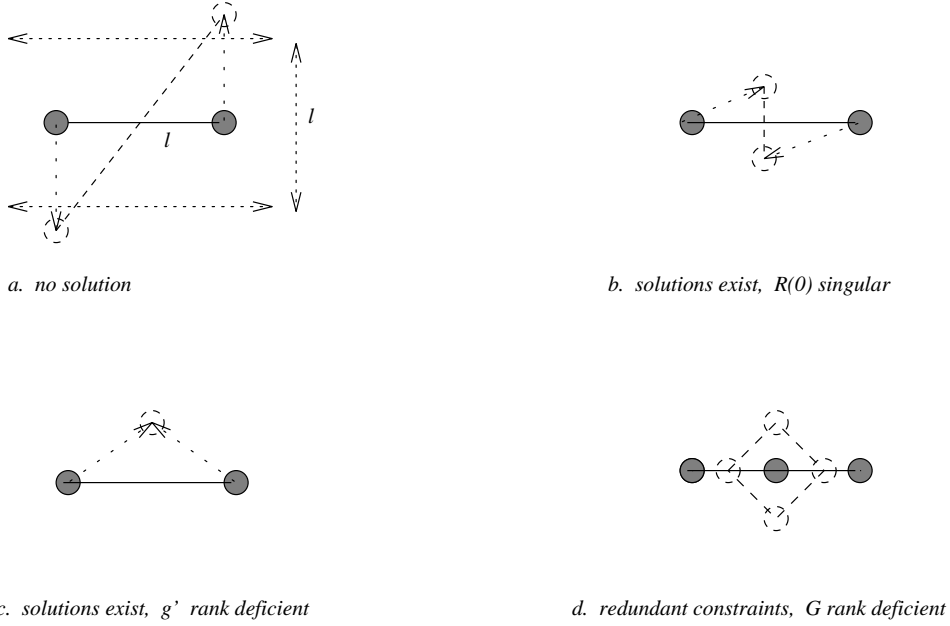 l
l
a. no solution
b. solutions exist, R(0) singular
c. solutions exist, g’ rank deficient
d. redundant constraints, G rank deficient